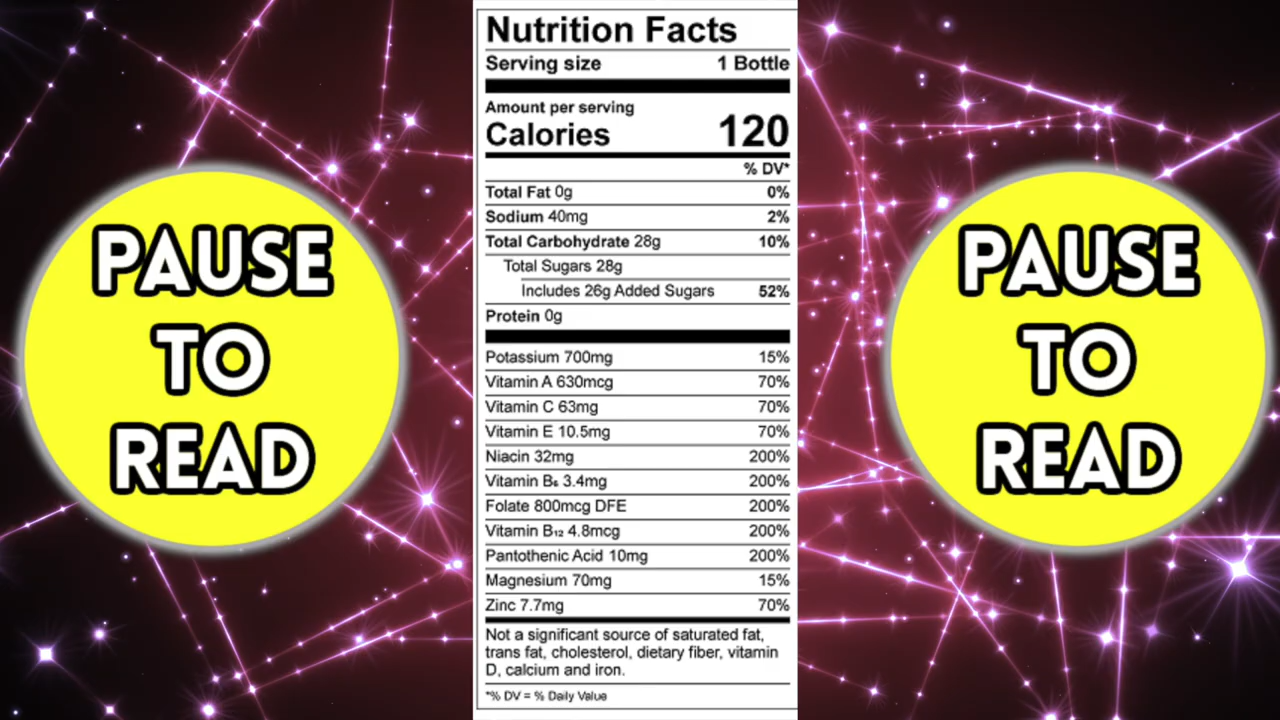 PAUSE
TO
READ
Nutrition Facts
Serving size 1 Bottle
Amount per serving
Calories 120
% DV*
Total Fat 0g 0%
Sodium 40mg 2%
Total Carbohydrate 28g 10%
Total Sugars 28g
Includes 26g Added Sugars 52%
Protein 0g
Potassium 700mg 15%
Vitamin A 630mcg 70%
Vitamin C 63mg 70%
Vitamin E 10.5mg 70%
Niacin 32mg 200%
Vitamin B₆ 3.4mg 200%
Folate 800mcg DFE 200%
Vitamin B₁₂ 4.8mcg 200%
Pantothenic Acid 10mg 200%
Magnesium 70mg 15%
Zinc 7.7mg 70%
Not a significant source of saturated fat,
trans fat, cholesterol, dietary fiber, vitamin
D, calcium and iron.
*% DV = % Daily Value
PAUSE
TO
READ